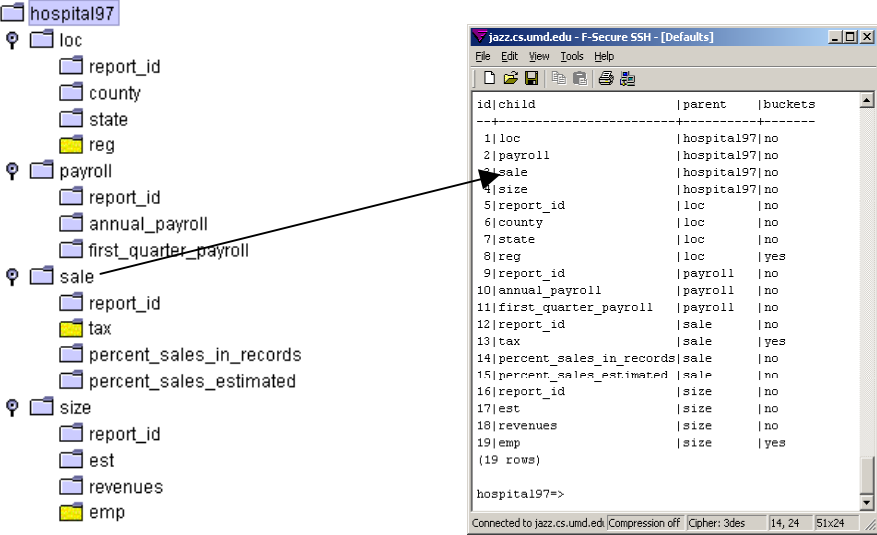 hospital97
loc
report_id
county
state
reg
payroll
report_id
annual_payroll
first_quarter_payroll
sale
report_id
tax
percent_sales_in_records
percent_sales_estimated
size
report_id
est
revenues
emp
jazz.cs.umd.edu - F-Secure SSH - [Defaults]
File Edit View Tools Help
id|child |parent |buckets
--+-----------------------+----------+-------
1|loc |hospital97|no
2|payroll |hospital97|no
3|sale |hospital97|no
4|size |hospital97|no
5|report_id |loc |no
6|county |loc |no
7|state |loc |no
8|reg |loc |yes
9|report_id |payroll |no
10|annual_payroll |payroll |no
11|first_quarter_payroll |payroll |no
12|report_id |sale |no
13|tax |sale |yes
14|percent_sales_in_records|sale |no
15|percent_sales_estimated |sale |no
16|report_id |size |no
17|est |size |no
18|revenues |size |no
19|emp |size |yes
(19 rows)
hospital97=>
Connected to jazz.cs.umd.edu Compression off Cipher: 3des 14, 24 51x24